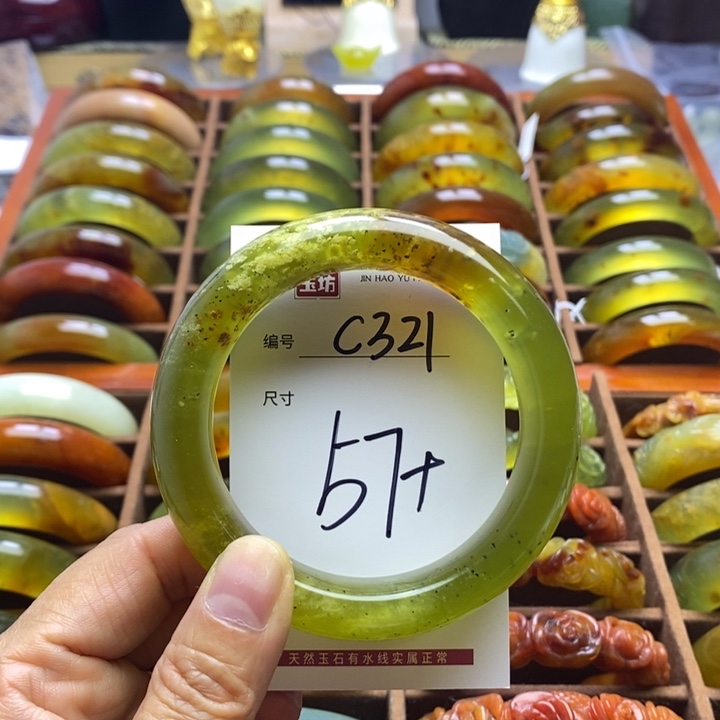 玉坊
JIN HAO YU
编号 C321
尺寸
57+
天然玉石有水线实属正常